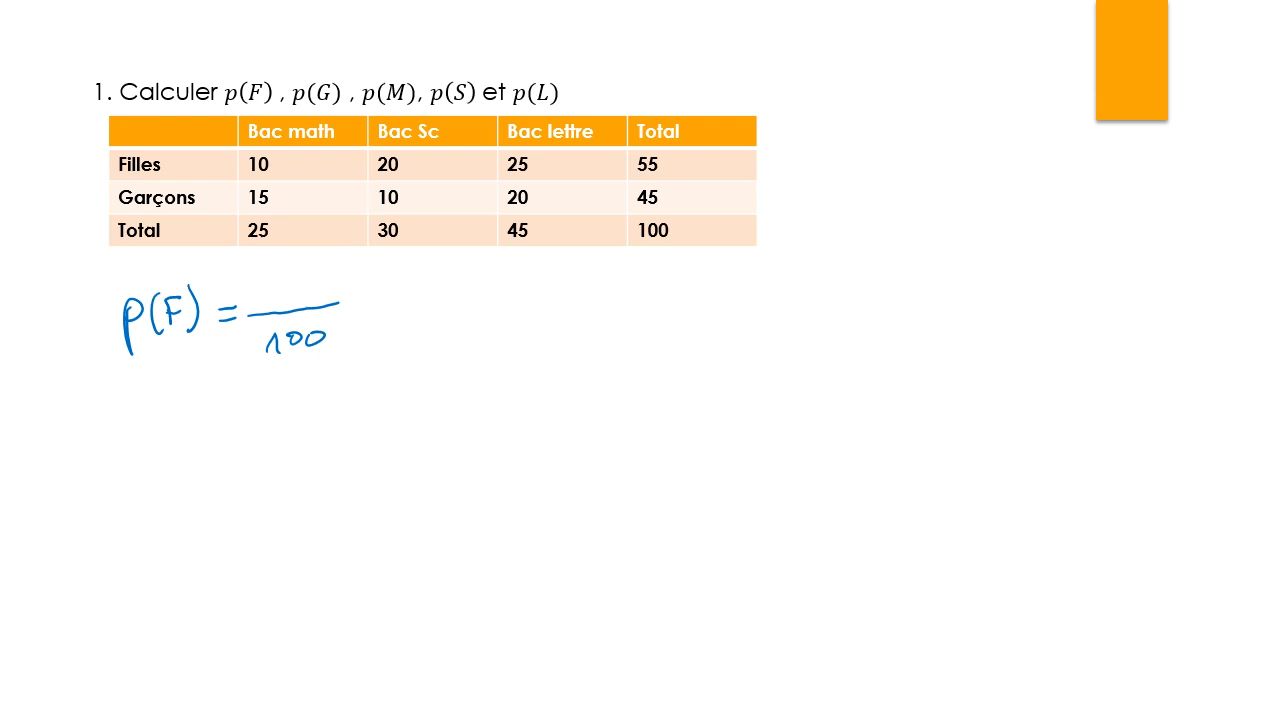 1. Calculer p(F) , p(G) , p(M), p(S) et p(L)
Bac math Bac Sc Bac lettre Total
Filles 10 20 25 55
Garçons 15 10 20 45
Total 25 30 45 100
p(F) = —
100